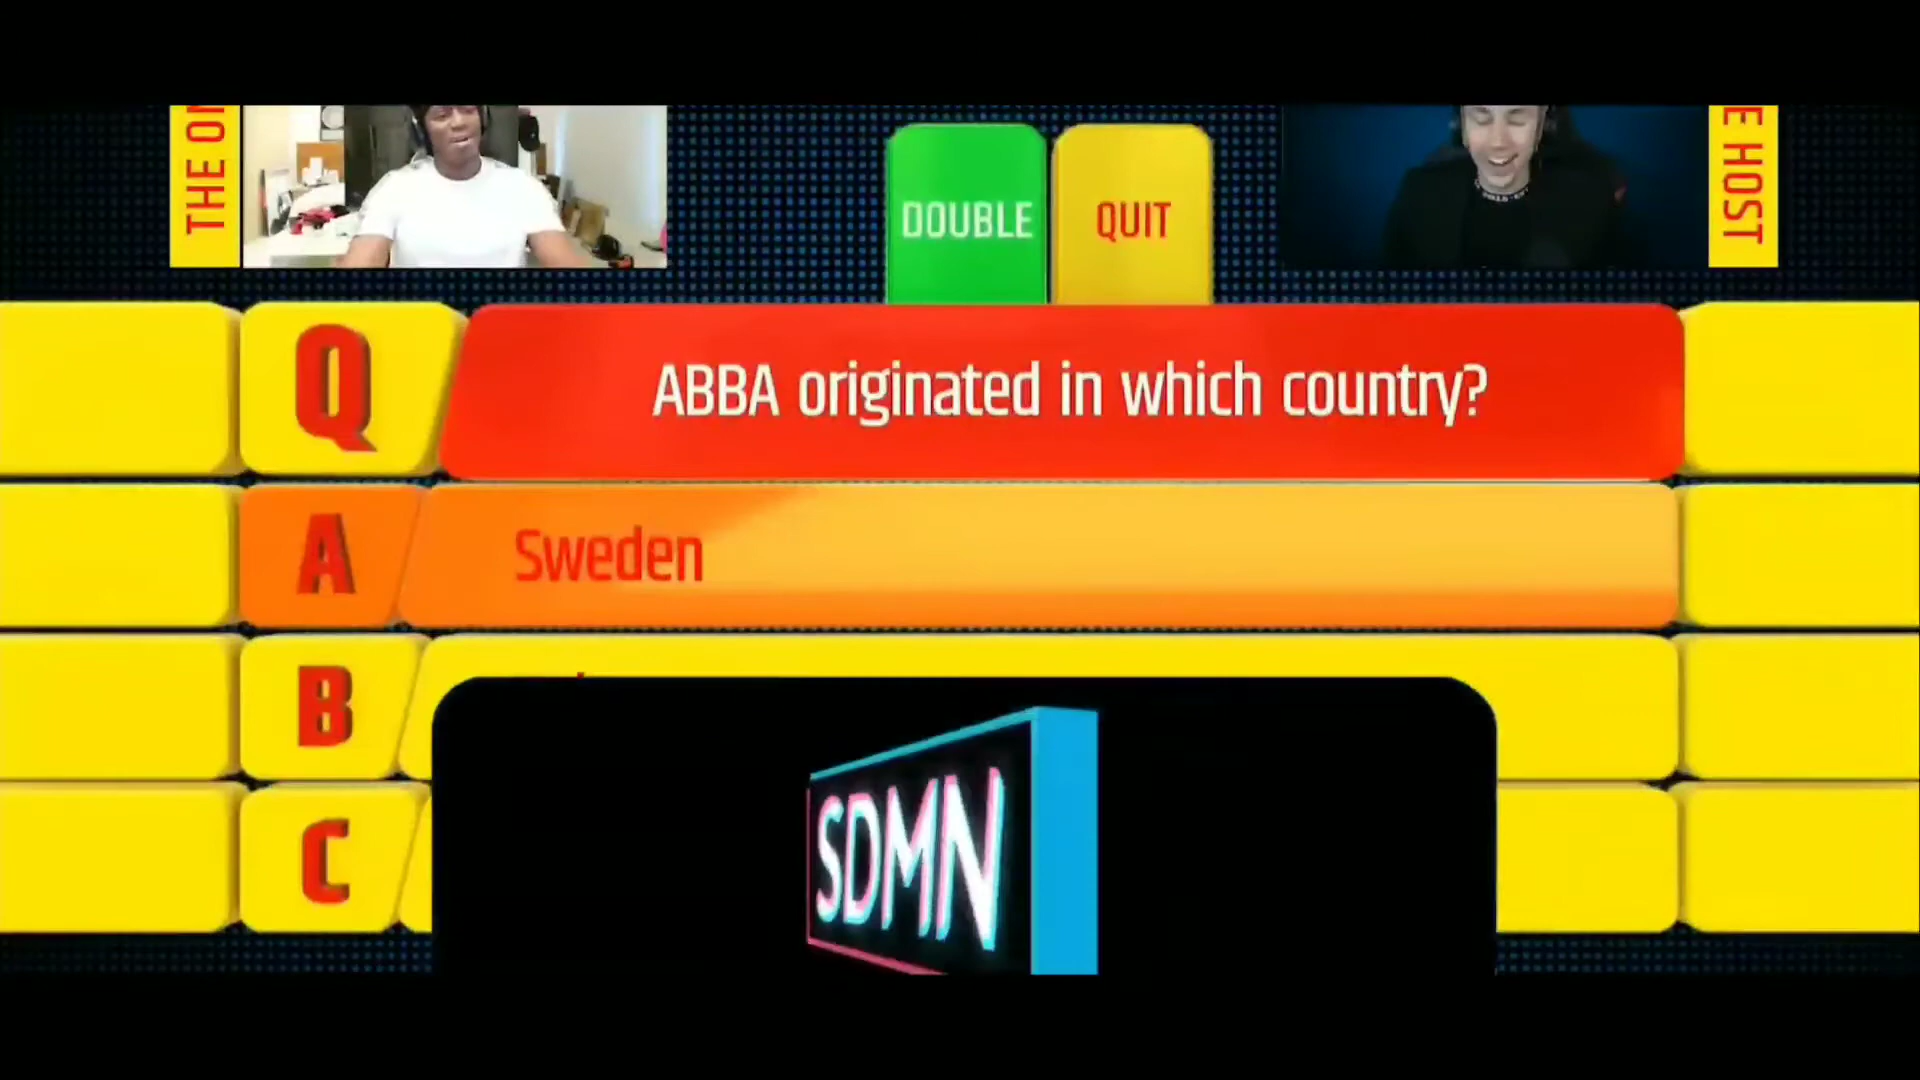 THE
DOUBLE
QUIT
HOST
Q
ABBA originated in which country?
A
Sweden
B
C
SDMN